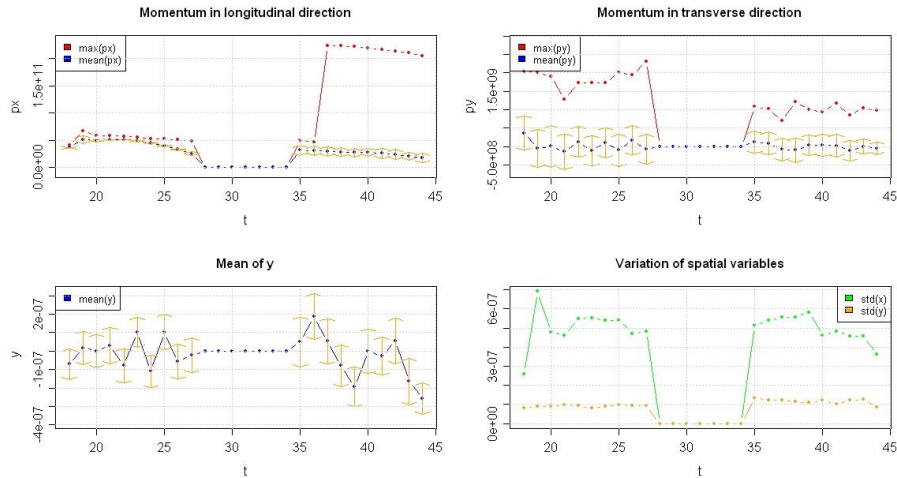 Momentum in longitudinal direction
max(px)
mean(px)
px
0.0e+00
1.5e+11
20 25 30 35 40 45
t
Momentum in transverse direction
max(py)
mean(py)
py
-5.0e+08
5.0e+08
1.5e+09
20 25 30 35 40 45
t
Mean of y
mean(y)
y
-4e-07
-1e-07
2e-07
20 25 30 35 40 45
t
Variation of spatial variables
std(x)
std(y)
0e+00
3e-07
6e-07
20 25 30 35 40 45
t